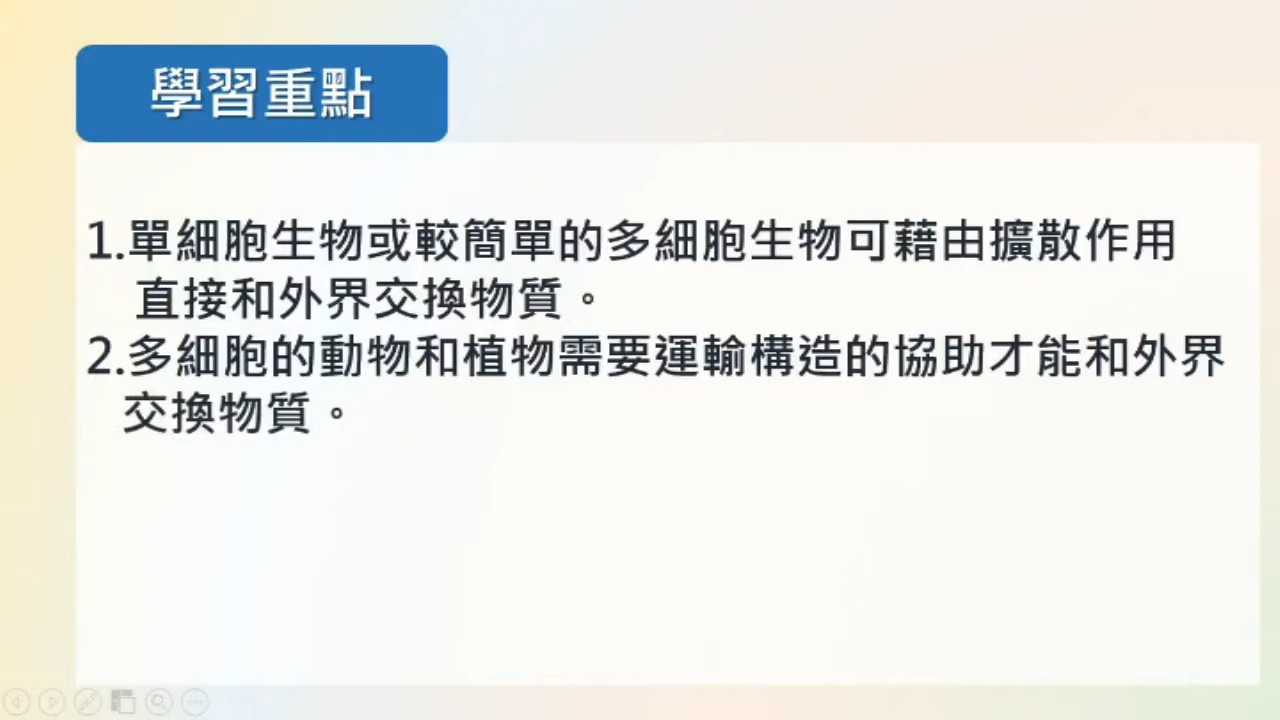 學習重點
1.單細胞生物或較簡單的多細胞生物可藉由擴散作用
直接和外界交換物質。
2.多細胞的動物和植物需要運輸構造的協助才能和外界
交換物質。